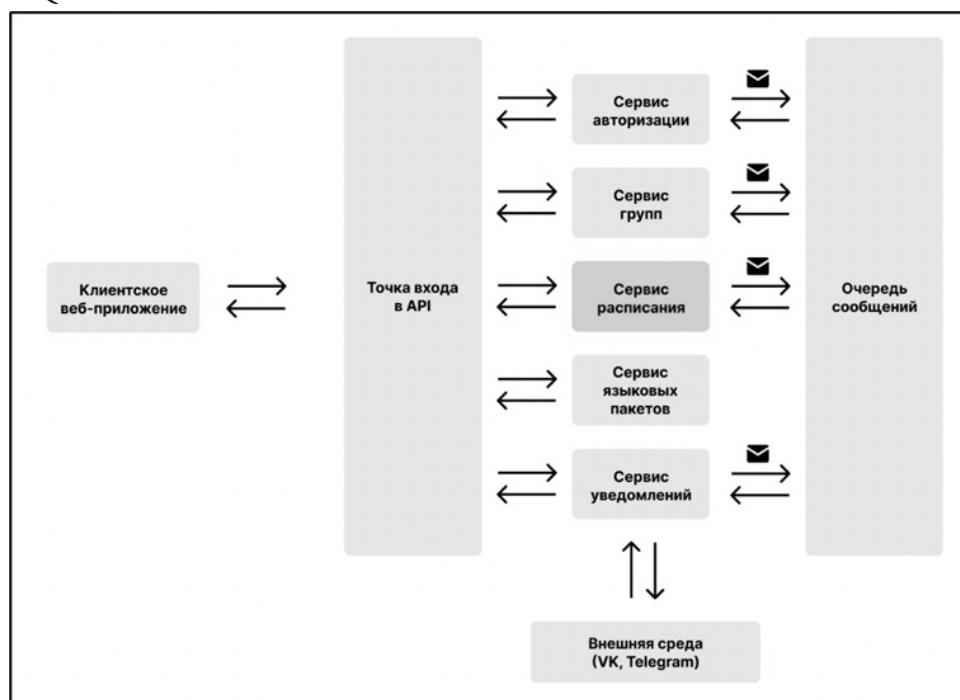 Сервис
авторизации
Сервис
групп
Клиентское
веб-приложение
Точка входа
в API
Сервис
расписания
Очередь
сообщений
Сервис
языковых
пакетов
Сервис
уведомлений
Внешняя среда
(VK, Telegram)